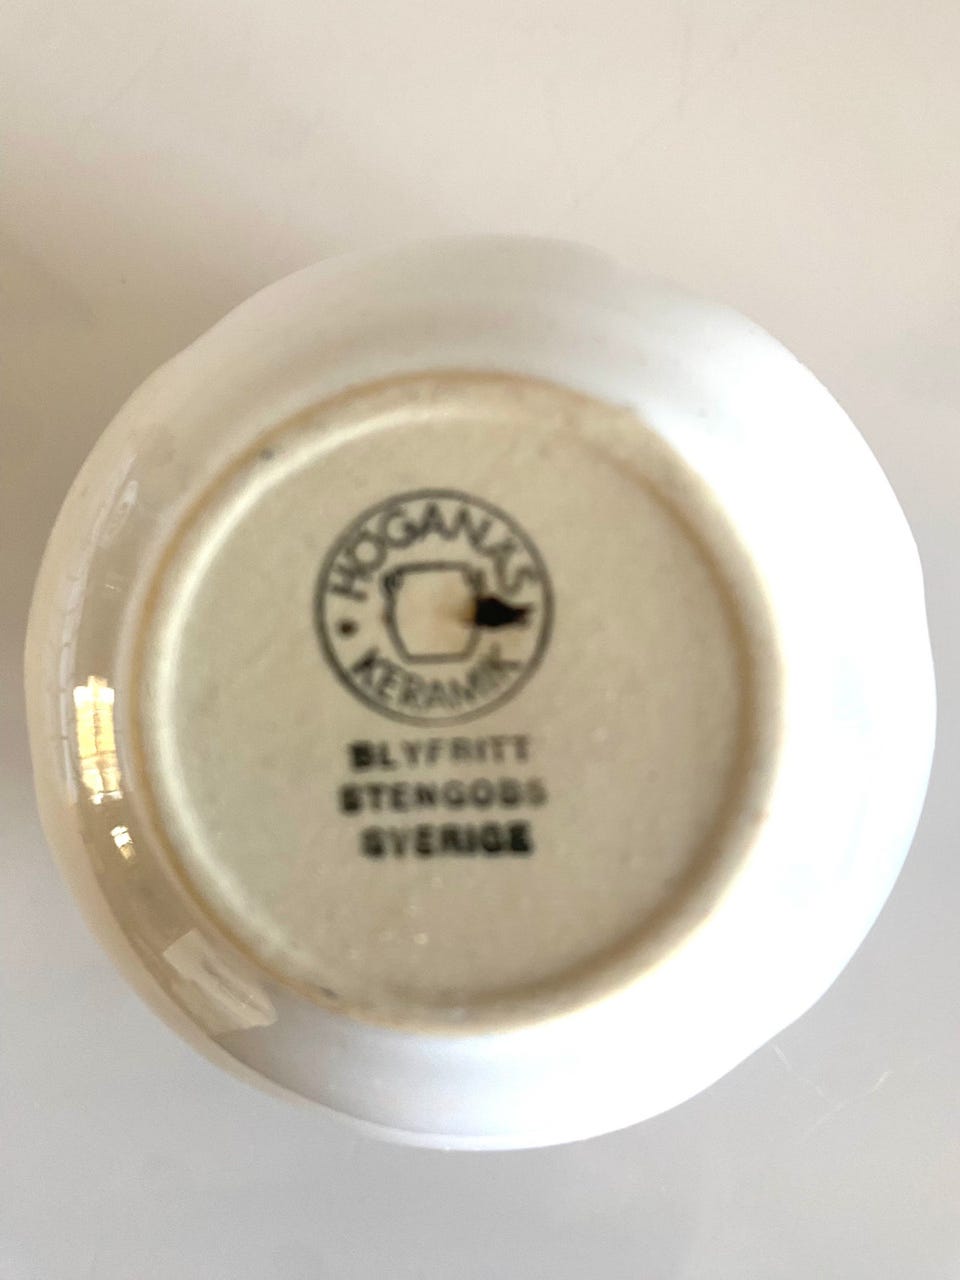 HÖGANÄS
KERAMIK
BLYFRITT
STENGODS
SVERIGE